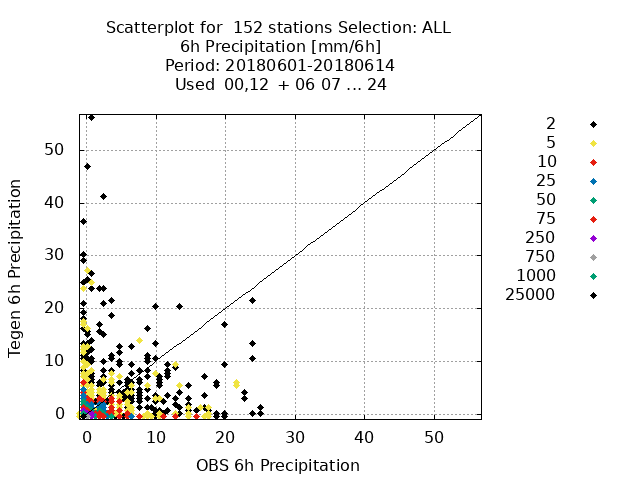 Scatterplot for  152 stations Selection: ALL
6h Precipitation [mm/6h]
Period: 20180601-20180614
Used  00,12  + 06 07 ... 24
Tegen 6h Precipitation
50
40
30
20
10
0
0 10 20 30 40 50
OBS 6h Precipitation
2
5
10
25
50
75
250
750
1000
25000